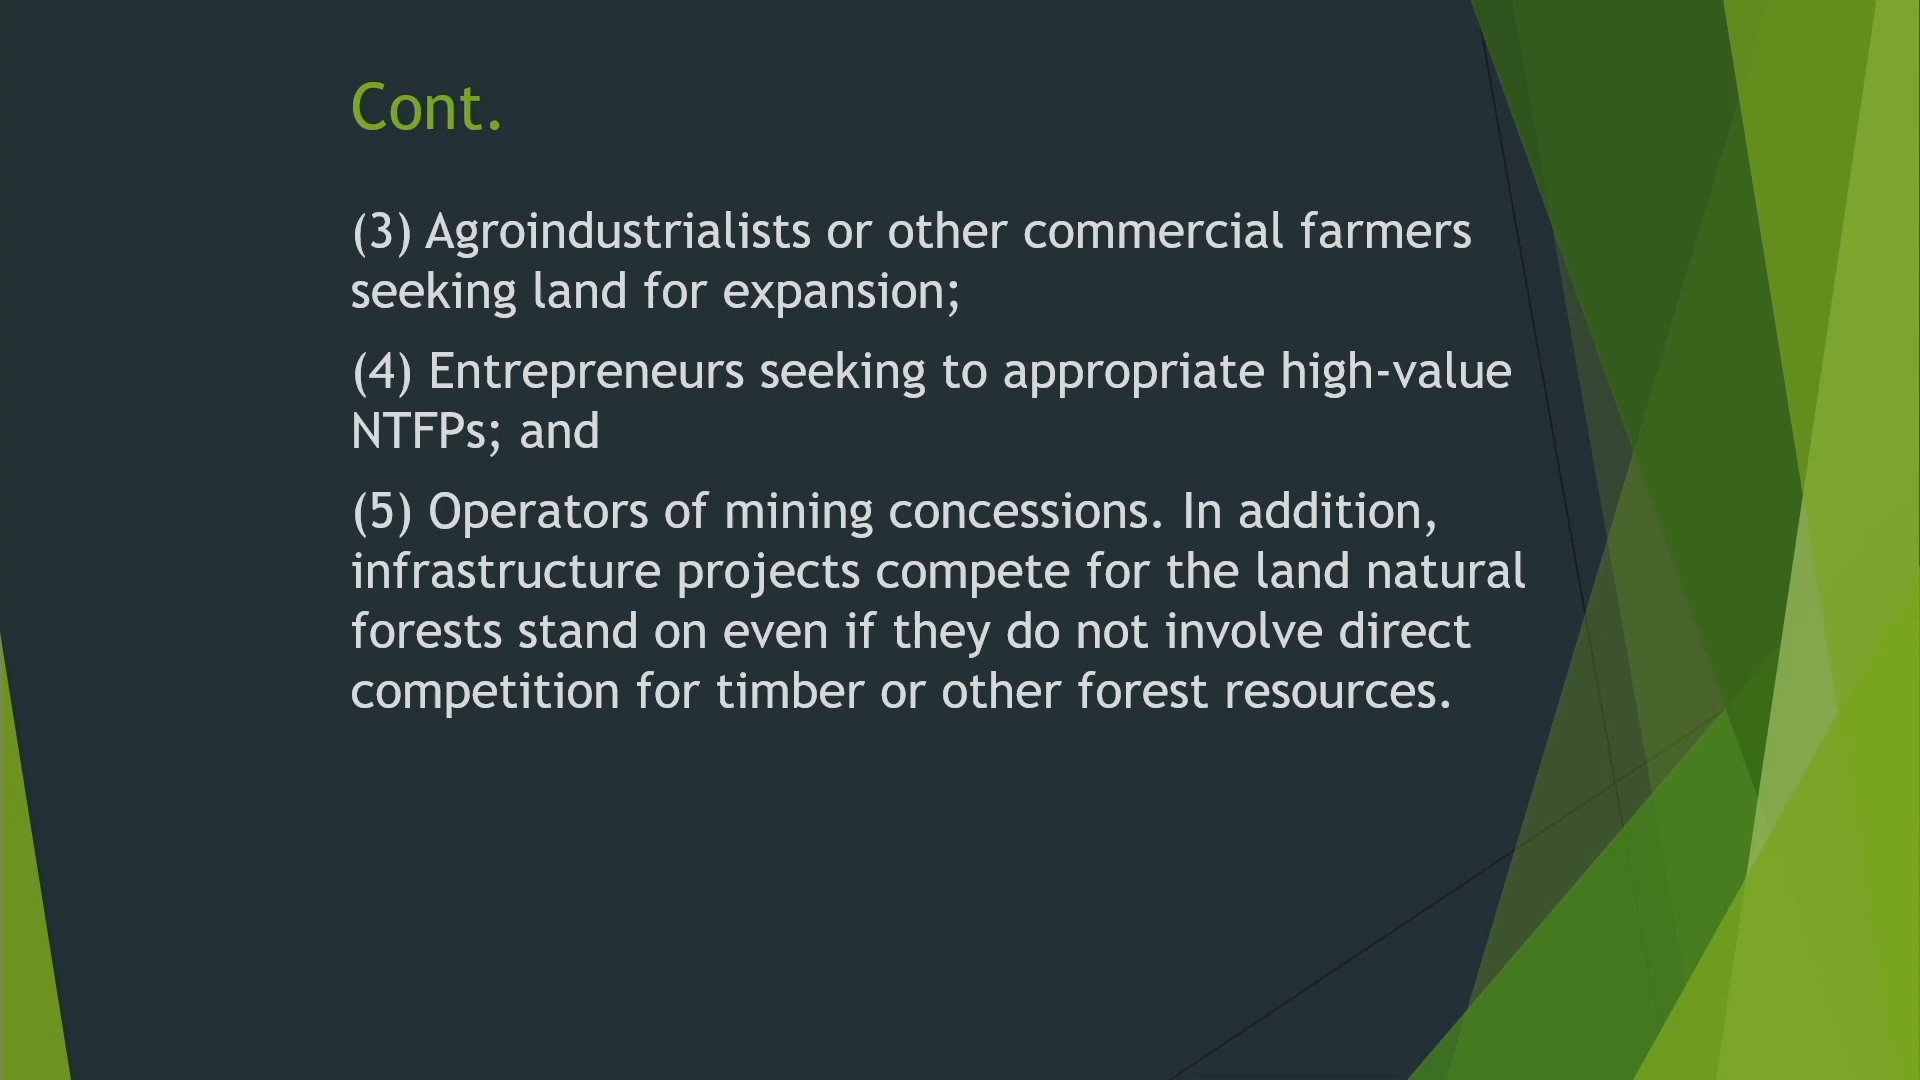 Cont.
(3) Agroindustrialists or other commercial farmers
seeking land for expansion;
(4) Entrepreneurs seeking to appropriate high-value
NTFPs; and
(5) Operators of mining concessions. In addition,
infrastructure projects compete for the land natural
forests stand on even if they do not involve direct
competition for timber or other forest resources.